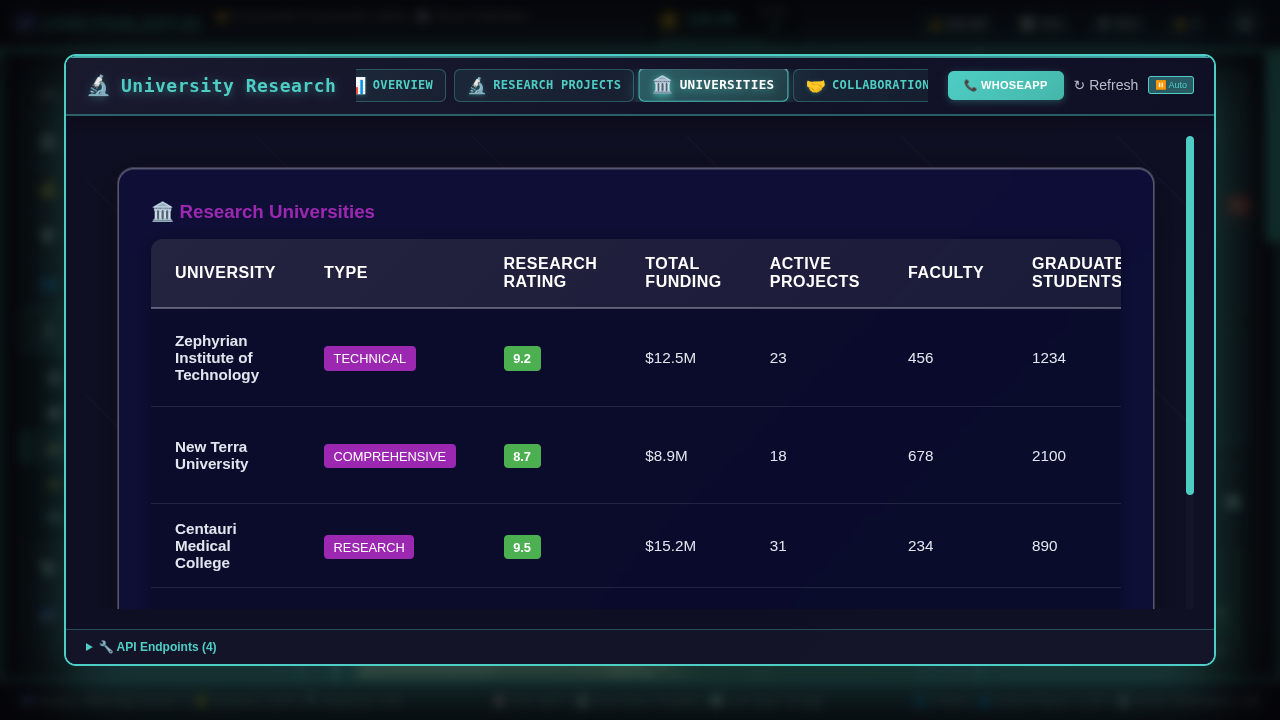 University Research
OVERVIEW
RESEARCH PROJECTS
UNIVERSITIES
COLLABORATION
WHOSEAPP
↻ Refresh
Auto
Research Universities
UNIVERSITY TYPE RESEARCH RATING TOTAL FUNDING ACTIVE PROJECTS FACULTY GRADUATE STUDENTS
Zephyrian Institute of Technology TECHNICAL 9.2 $12.5M 23 456 1234
New Terra University COMPREHENSIVE 8.7 $8.9M 18 678 2100
Centauri Medical College RESEARCH 9.5 $15.2M 31 234 890
API Endpoints (4)